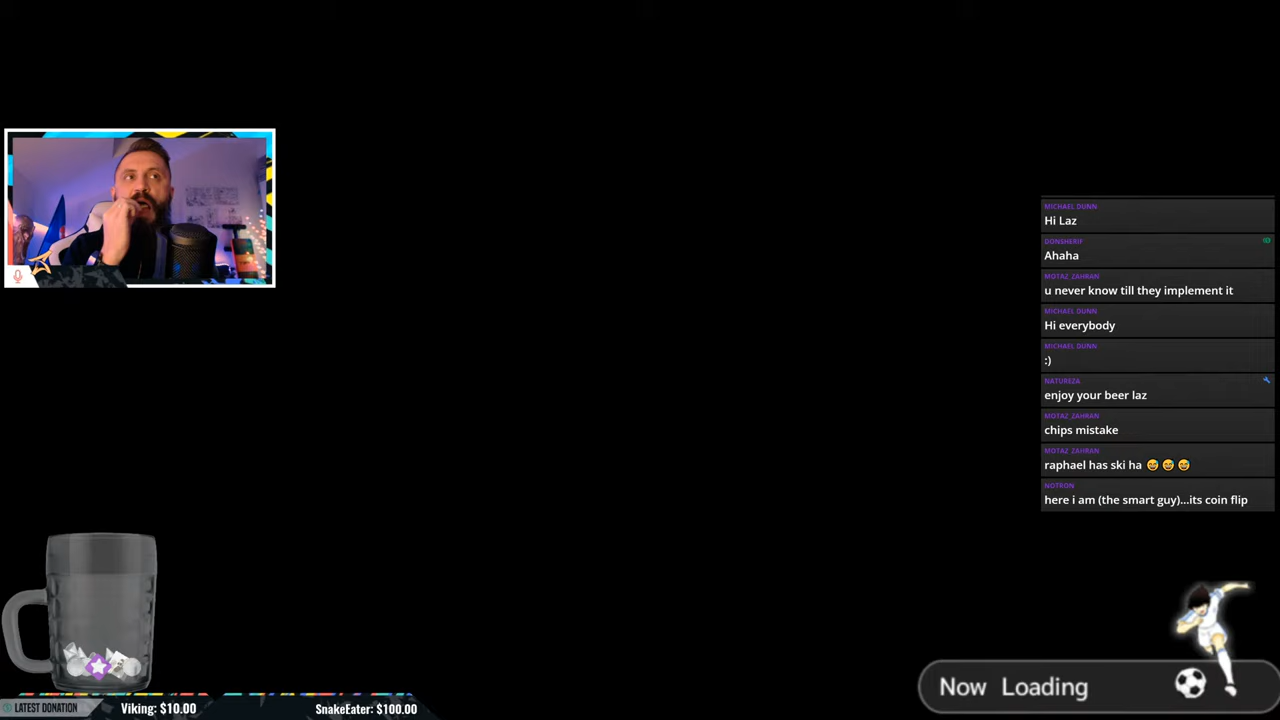 MICHAEL DUNN
Hi Laz
DONSHERIF
Ahaha
MOTAZ ZAHRAN
u never know till they implement it
MICHAEL DUNN
Hi everybody
MICHAEL DUNN
:)
NATUREZA
enjoy your beer laz
MOTAZ ZAHRAN
chips mistake
MOTAZ ZAHRAN
raphael has ski ha 😅 😅 😅
NOTRON
here i am (the smart guy)...its coin flip
Now Loading
LATEST DONATION
Viking: $10.00
SnakeEater: $100.00